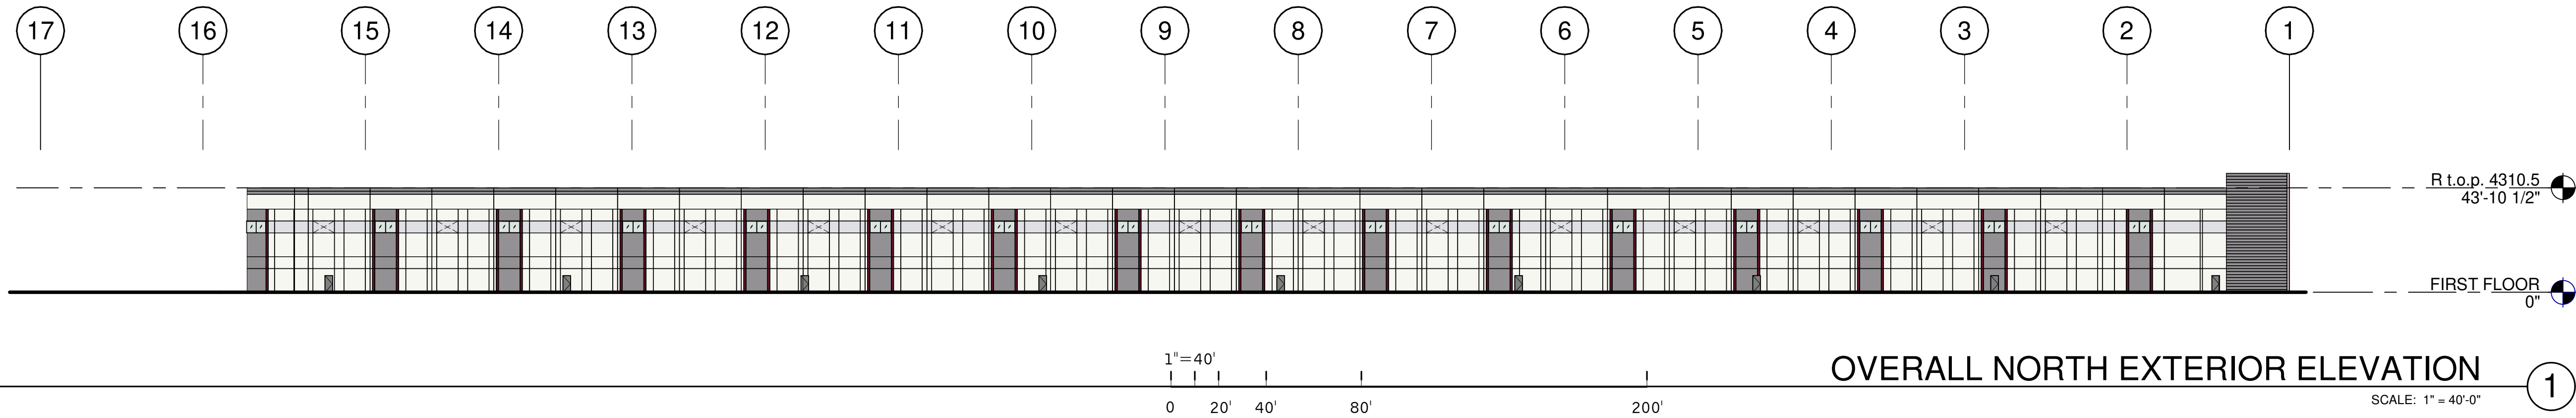 17 16 15 14 13 12 11 10 9 8 7 6 5 4 3 2 1
R t.o.p. 4310.5
43'-10 1/2"
FIRST FLOOR
0"
1"=40'
0 20' 40' 80' 200'
OVERALL NORTH EXTERIOR ELEVATION
1
SCALE: 1" = 40'-0"